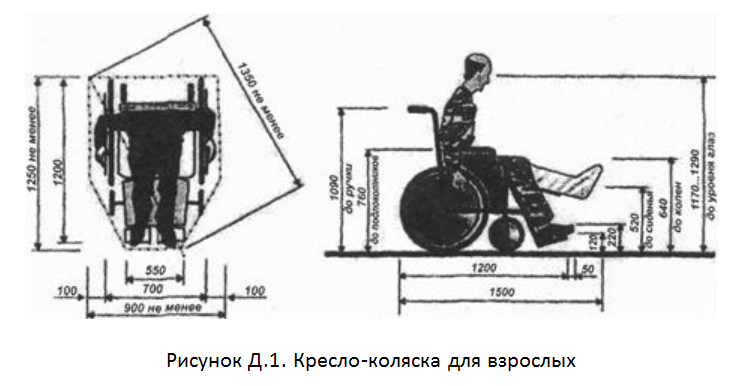 1350 не менее
1250 не менее
1200
550
100
700
100
900 не менее
1090
до ручки
760
до подлокотников
120
220
520
до сиденья
640
до колен
1170...1290
до уровня глаз
1200
50
1500
Рисунок Д.1. Кресло-коляска для взрослых